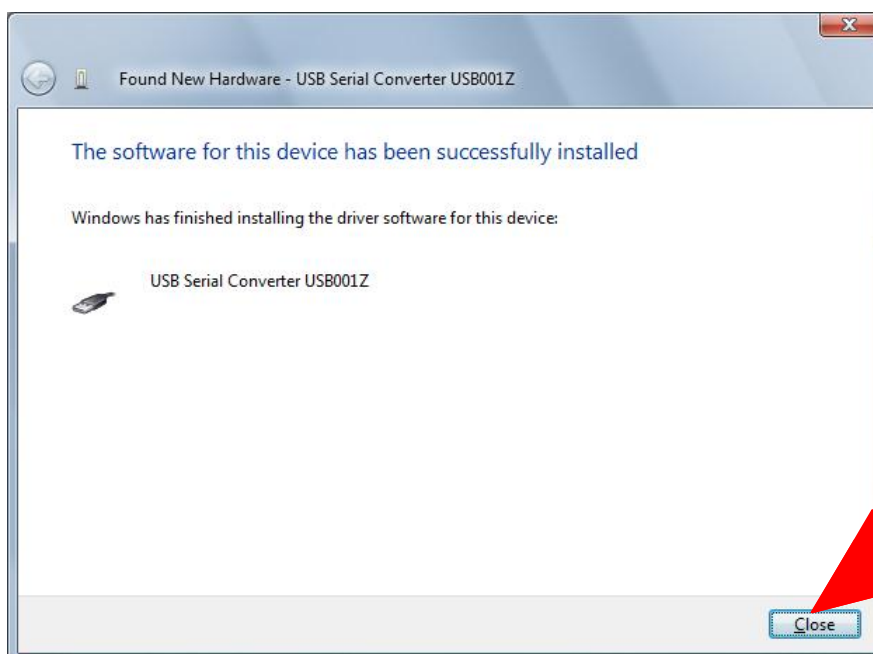 Found New Hardware - USB Serial Converter USB001Z
The software for this device has been successfully installed
Windows has finished installing the driver software for this device:
USB Serial Converter USB001Z
Close